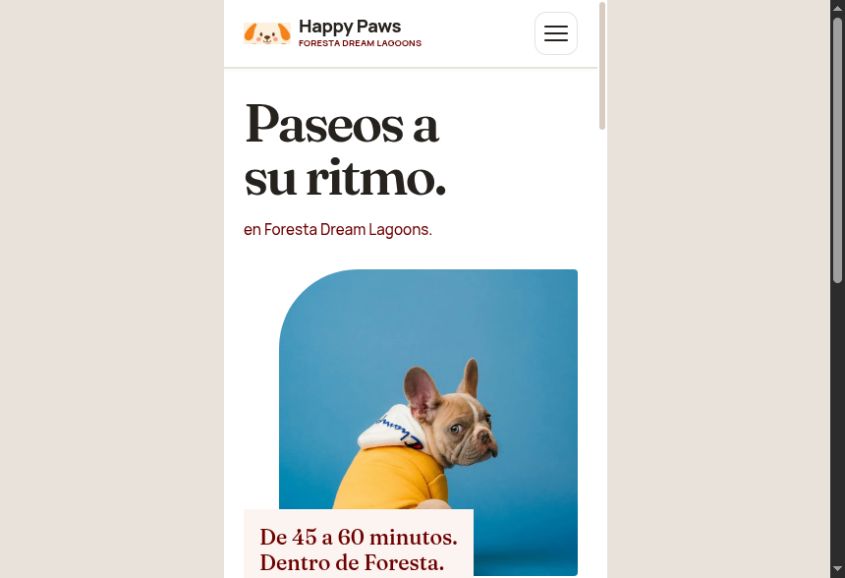 Happy Paws
FORESTA DREAM LAGOONS
Paseos a
su ritmo.
en Foresta Dream Lagoons.
De 45 a 60 minutos.
Dentro de Foresta.